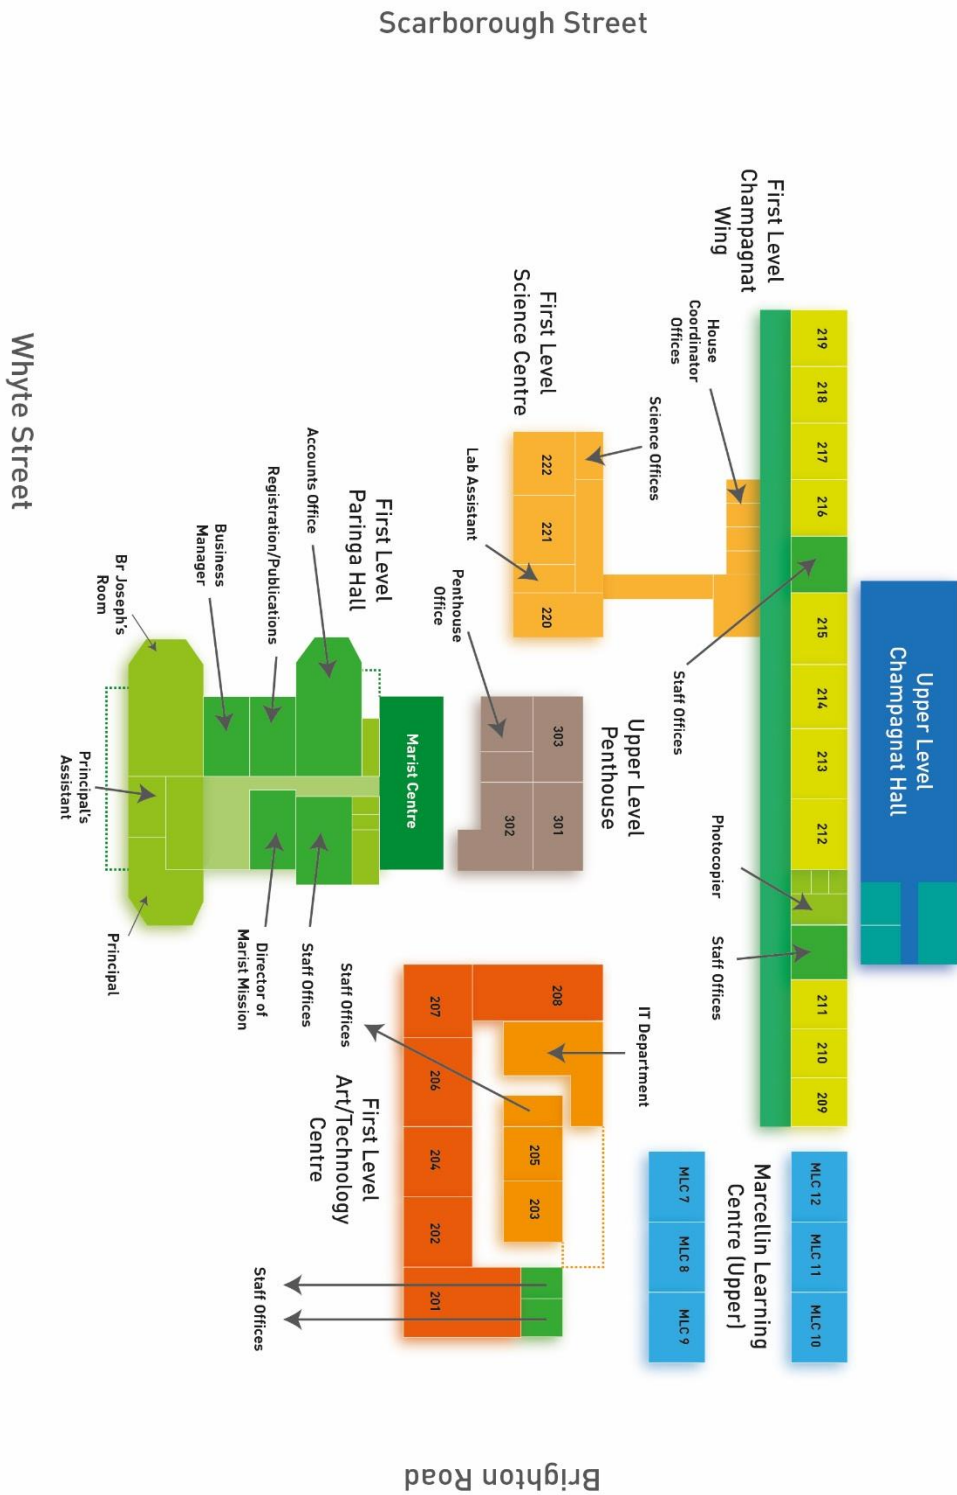 Scarborough Street
Whyte Street
Brighton Road
First Level
Champagnat
Wing
House
Coordinator
Offices
219
218
217
216
215
214
213
212
211
210
209
Staff Offices
Photocopier
Staff Offices
Upper Level
Champagnat Hall
First Level
Science Centre
Science Offices
Lab Assistant
222
221
220
Upper Level
Penthouse
Penthouse
Office
303
301
302
First Level
Paringa Hall
Accounts Office
Registration/Publications
Business
Manager
Br Joseph's
Room
Marist Centre
Principal's
Assistant
Principal
Director of
Marist Mission
Staff Offices
First Level
Art/Technology
Centre
Staff Offices
IT Department
208
207
206
205
204
203
202
201
Staff Offices
Marcellin Learning
Centre (Upper)
MLC 12
MLC 11
MLC 10
MLC 7
MLC 8
MLC 9